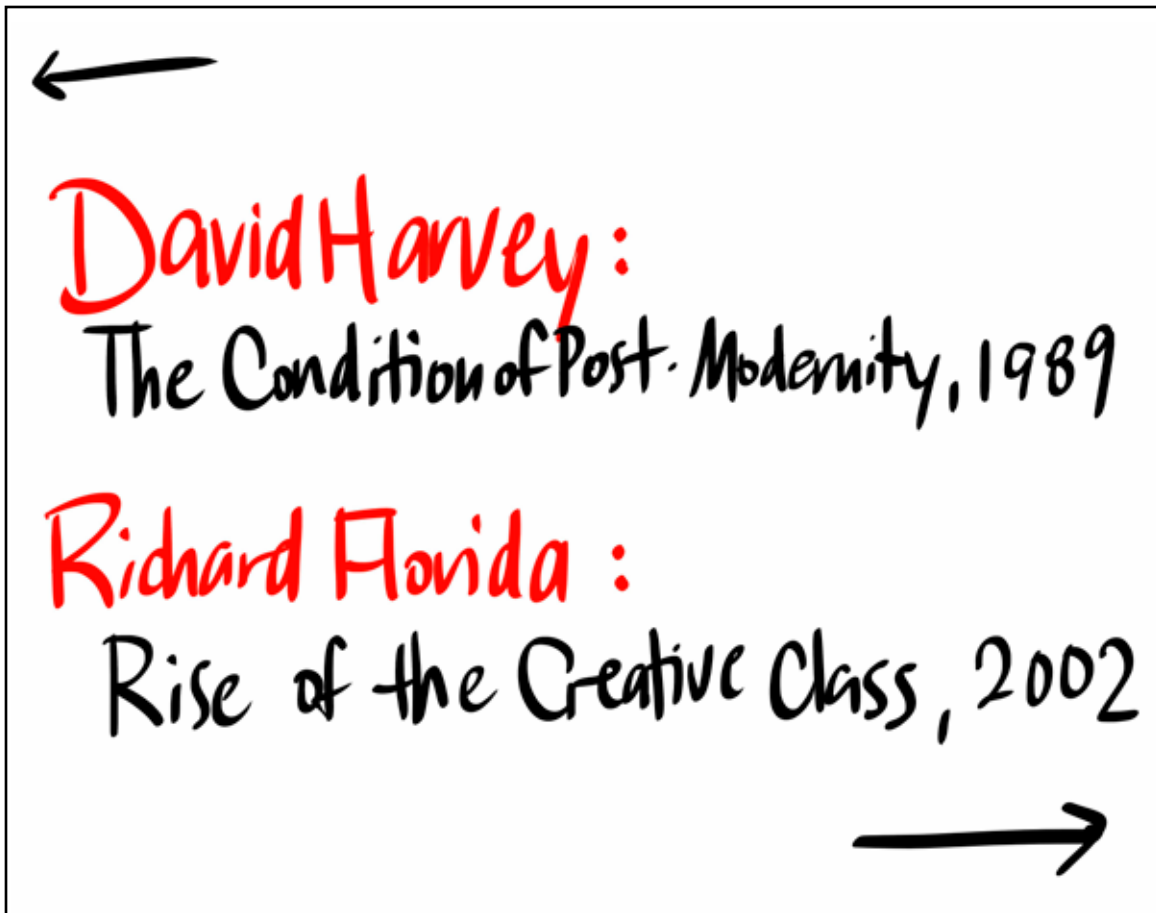 David Harvey:
The Condition of Post-Modernity, 1989
Richard Florida:
Rise of the Creative Class, 2002